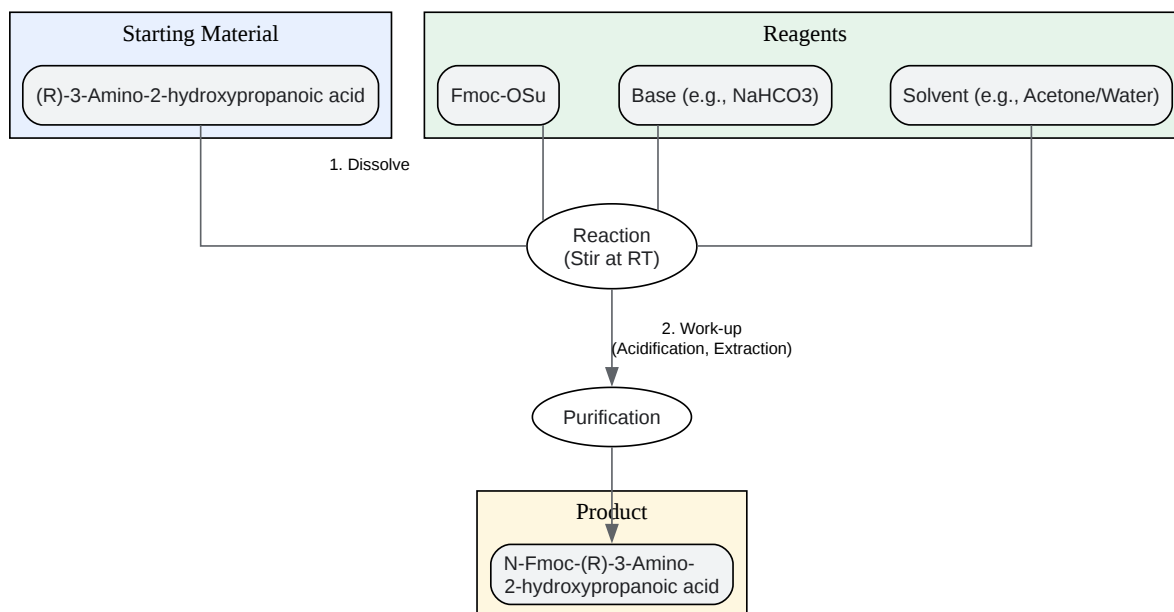 Starting Material
Reagents
(R)-3-Amino-2-hydroxypropanoic acid
Fmoc-OSu
Base (e.g., NaHCO3)
Solvent (e.g., Acetone/Water)
1. Dissolve
Reaction
(Stir at RT)
2. Work-up
(Acidification, Extraction)
Purification
Product
N-Fmoc-(R)-3-Amino-
2-hydroxypropanoic acid